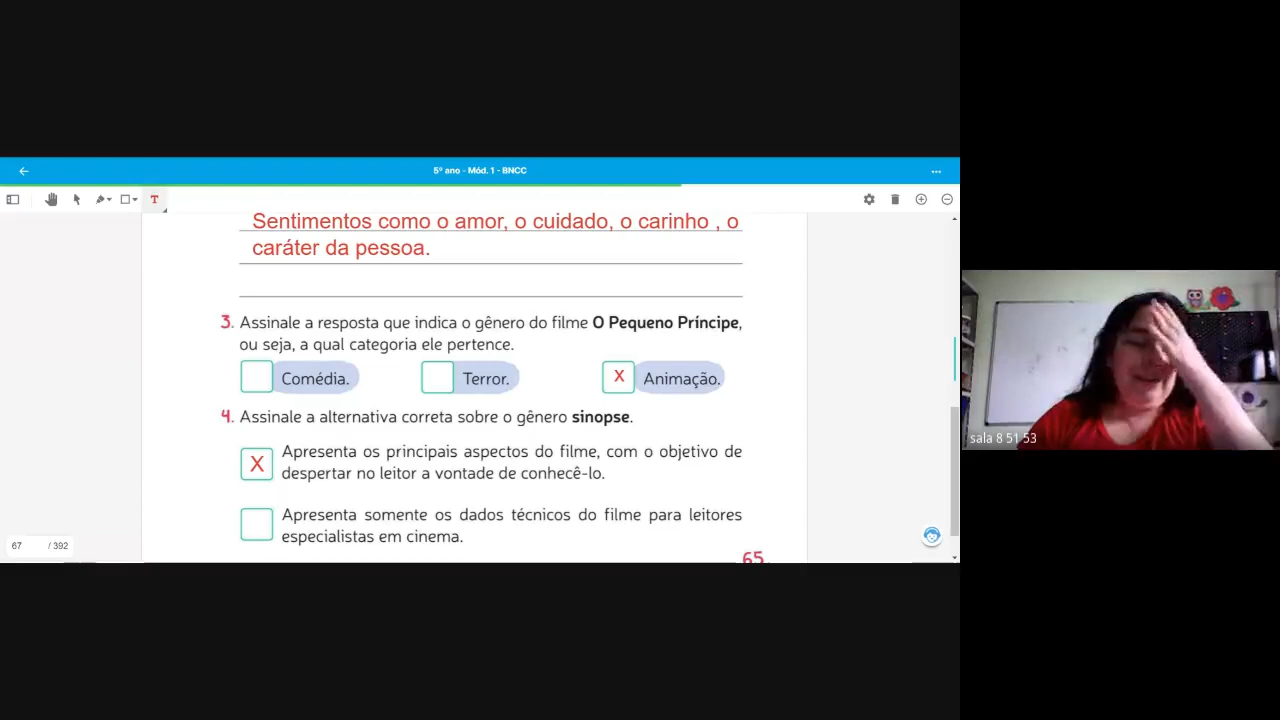 5º ano - Mód. 1 - BNCC
T
Sentimentos como o amor, o cuidado, o carinho , o
caráter da pessoa.
3. Assinale a resposta que indica o gênero do filme O Pequeno Príncipe,
ou seja, a qual categoria ele pertence.
Comédia. Terror. X Animação.
4. Assinale a alternativa correta sobre o gênero sinopse.
X Apresenta os principais aspectos do filme, com o objetivo de
despertar no leitor a vontade de conhecê-lo.
Apresenta somente os dados técnicos do filme para leitores
especialistas em cinema.
67 / 392
65
sala 8 51 53